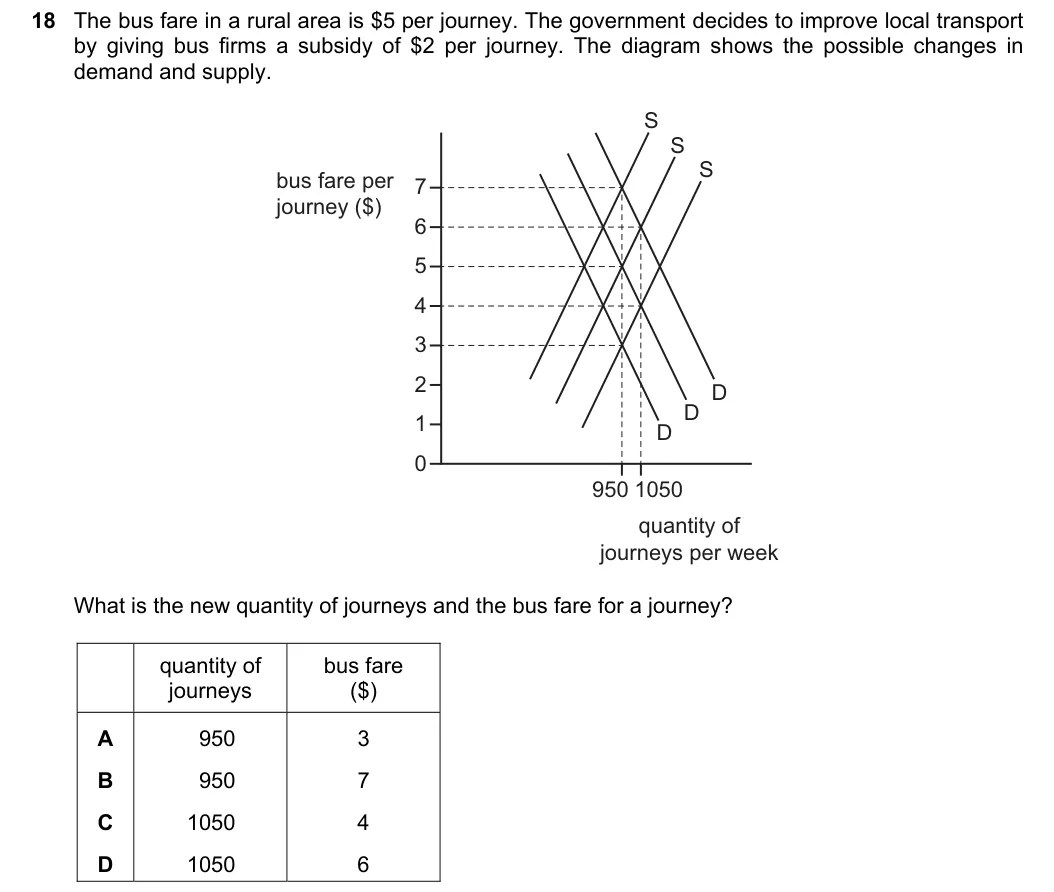 18 The bus fare in a rural area is $5 per journey. The government decides to improve local transport
by giving bus firms a subsidy of $2 per journey. The diagram shows the possible changes in
demand and supply.
S
S
S
bus fare per
journey ($)
7
6
5
4
3
2
1
0
D
D
D
950 1050
quantity of
journeys per week
What is the new quantity of journeys and the bus fare for a journey?
quantity of
journeys
bus fare
($)
A 950 3
B 950 7
C 1050 4
D 1050 6